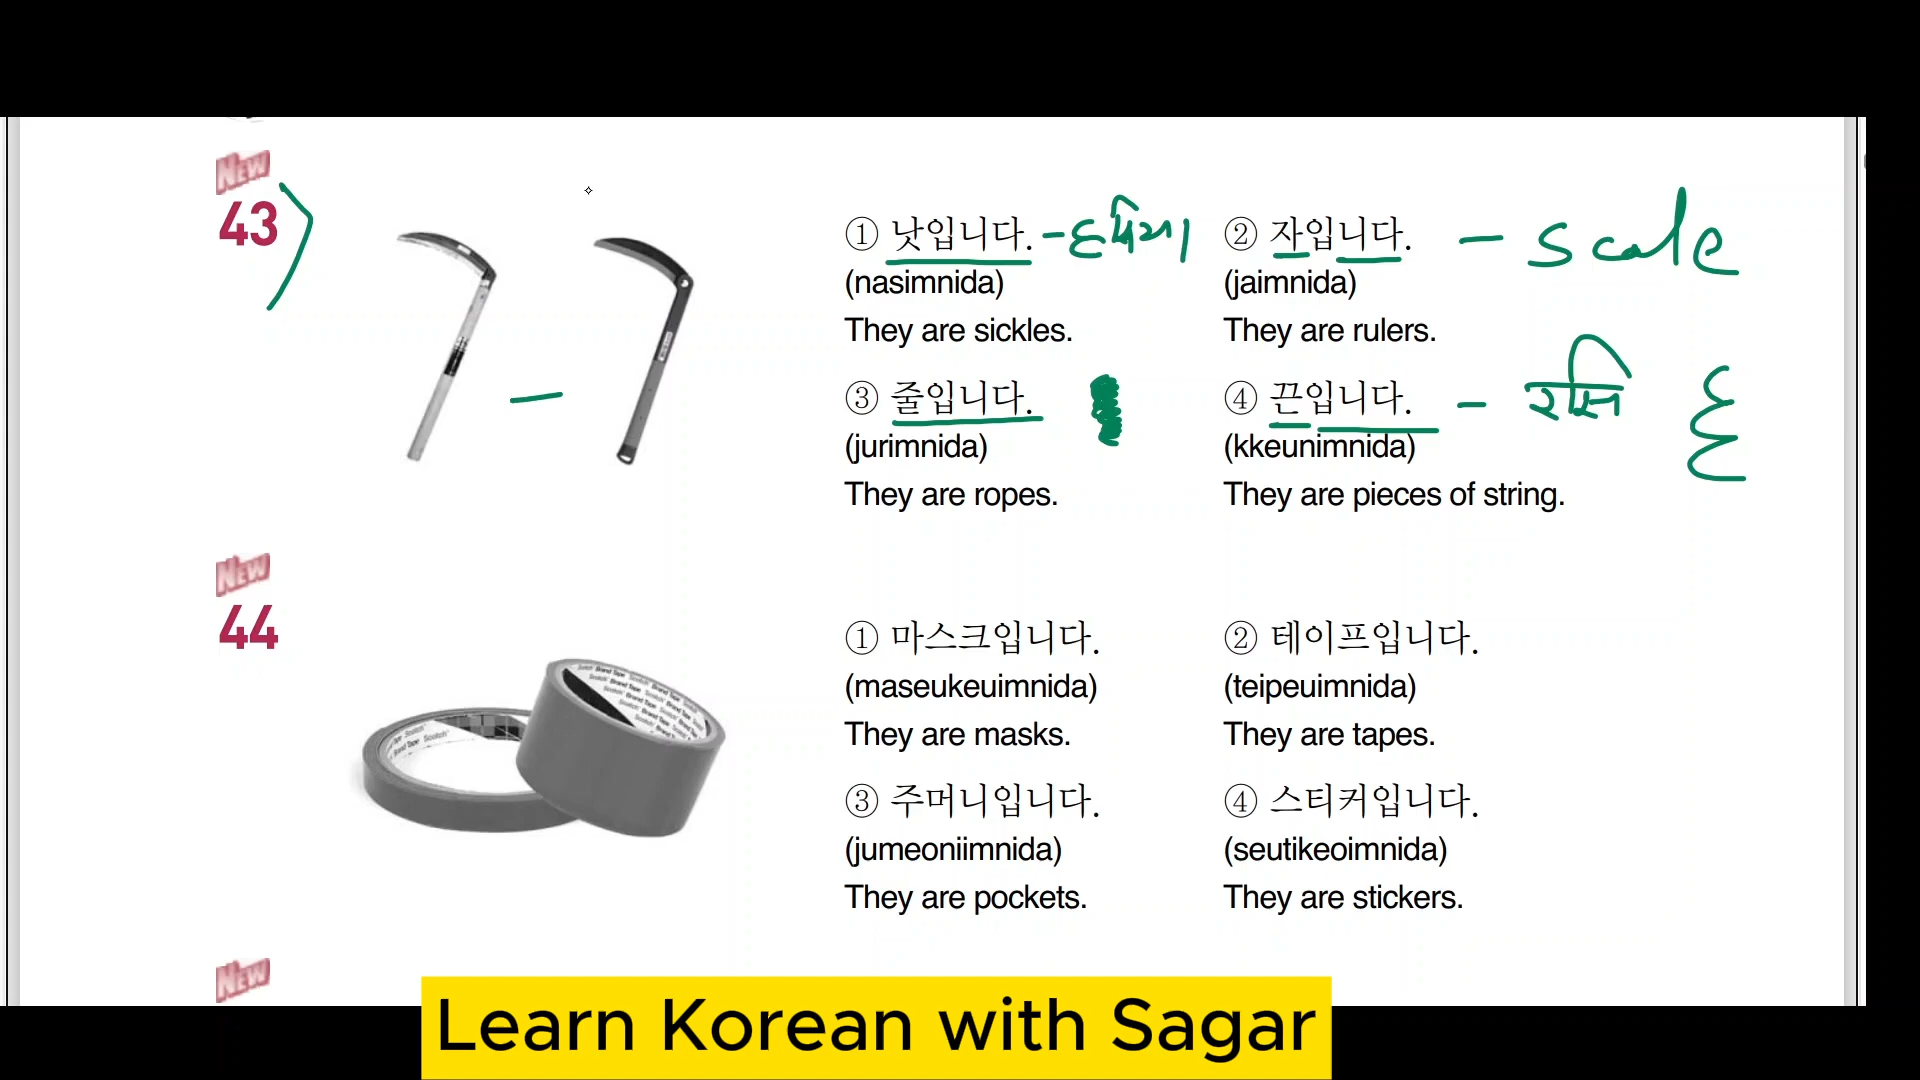 NEW
43
① 낫입니다. - हसिया
② 자입니다. - scale
(nasimnida)
(jaimnida)
They are sickles.
They are rulers.
③ 줄입니다.
④ 끈입니다. -
(jurimnida)
(kkeunimnida)
They are ropes.
They are pieces of string.
NEW
44
① 마스크입니다.
② 테이프입니다.
(maseukeuimnida)
(teipeuimnida)
They are masks.
They are tapes.
③ 주머니입니다.
④ 스티커입니다.
(jumeoniimnida)
(seutikeoimnida)
They are pockets.
They are stickers.
NEW
Learn Korean with Sagar